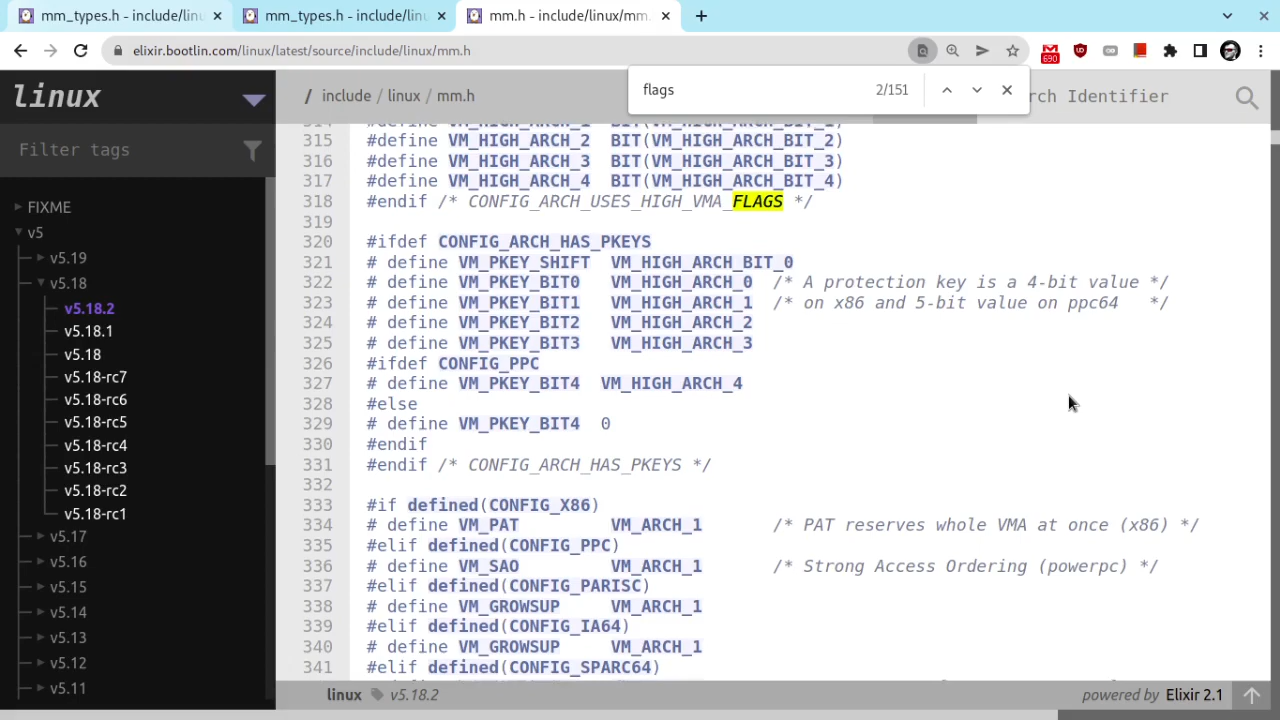 mm_types.h - include/linu
mm_types.h - include/linu
mm.h - include/linux/mm.
elixir.bootlin.com/linux/latest/source/include/linux/mm.h
690
flags 2/151
linux
/ include / linux / mm.h
rch Identifier
Filter tags
FIXME
v5
v5.19
v5.18
v5.18.2
v5.18.1
v5.18
v5.18-rc7
v5.18-rc6
v5.18-rc5
v5.18-rc4
v5.18-rc3
v5.18-rc2
v5.18-rc1
v5.17
v5.16
v5.15
v5.14
v5.13
v5.12
v5.11
314 #define VM_HIGH_ARCH_1 BIT(VM_HIGH_ARCH_BIT_1)
315 #define VM_HIGH_ARCH_2 BIT(VM_HIGH_ARCH_BIT_2)
316 #define VM_HIGH_ARCH_3 BIT(VM_HIGH_ARCH_BIT_3)
317 #define VM_HIGH_ARCH_4 BIT(VM_HIGH_ARCH_BIT_4)
318 #endif /* CONFIG_ARCH_USES_HIGH_VMA_FLAGS */
319
320 #ifdef CONFIG_ARCH_HAS_PKEYS
321 # define VM_PKEY_SHIFT VM_HIGH_ARCH_BIT_0
322 # define VM_PKEY_BIT0 VM_HIGH_ARCH_0 /* A protection key is a 4-bit value */
323 # define VM_PKEY_BIT1 VM_HIGH_ARCH_1 /* on x86 and 5-bit value on ppc64 */
324 # define VM_PKEY_BIT2 VM_HIGH_ARCH_2
325 # define VM_PKEY_BIT3 VM_HIGH_ARCH_3
326 #ifdef CONFIG_PPC
327 # define VM_PKEY_BIT4 VM_HIGH_ARCH_4
328 #else
329 # define VM_PKEY_BIT4 0
330 #endif
331 #endif /* CONFIG_ARCH_HAS_PKEYS */
332
333 #if defined(CONFIG_X86)
334 # define VM_PAT VM_ARCH_1 /* PAT reserves whole VMA at once (x86) */
335 #elif defined(CONFIG_PPC)
336 # define VM_SAO VM_ARCH_1 /* Strong Access Ordering (powerpc) */
337 #elif defined(CONFIG_PARISC)
338 # define VM_GROWSUP VM_ARCH_1
339 #elif defined(CONFIG_IA64)
340 # define VM_GROWSUP VM_ARCH_1
341 #elif defined(CONFIG_SPARC64)
linux v5.18.2
powered by Elixir 2.1